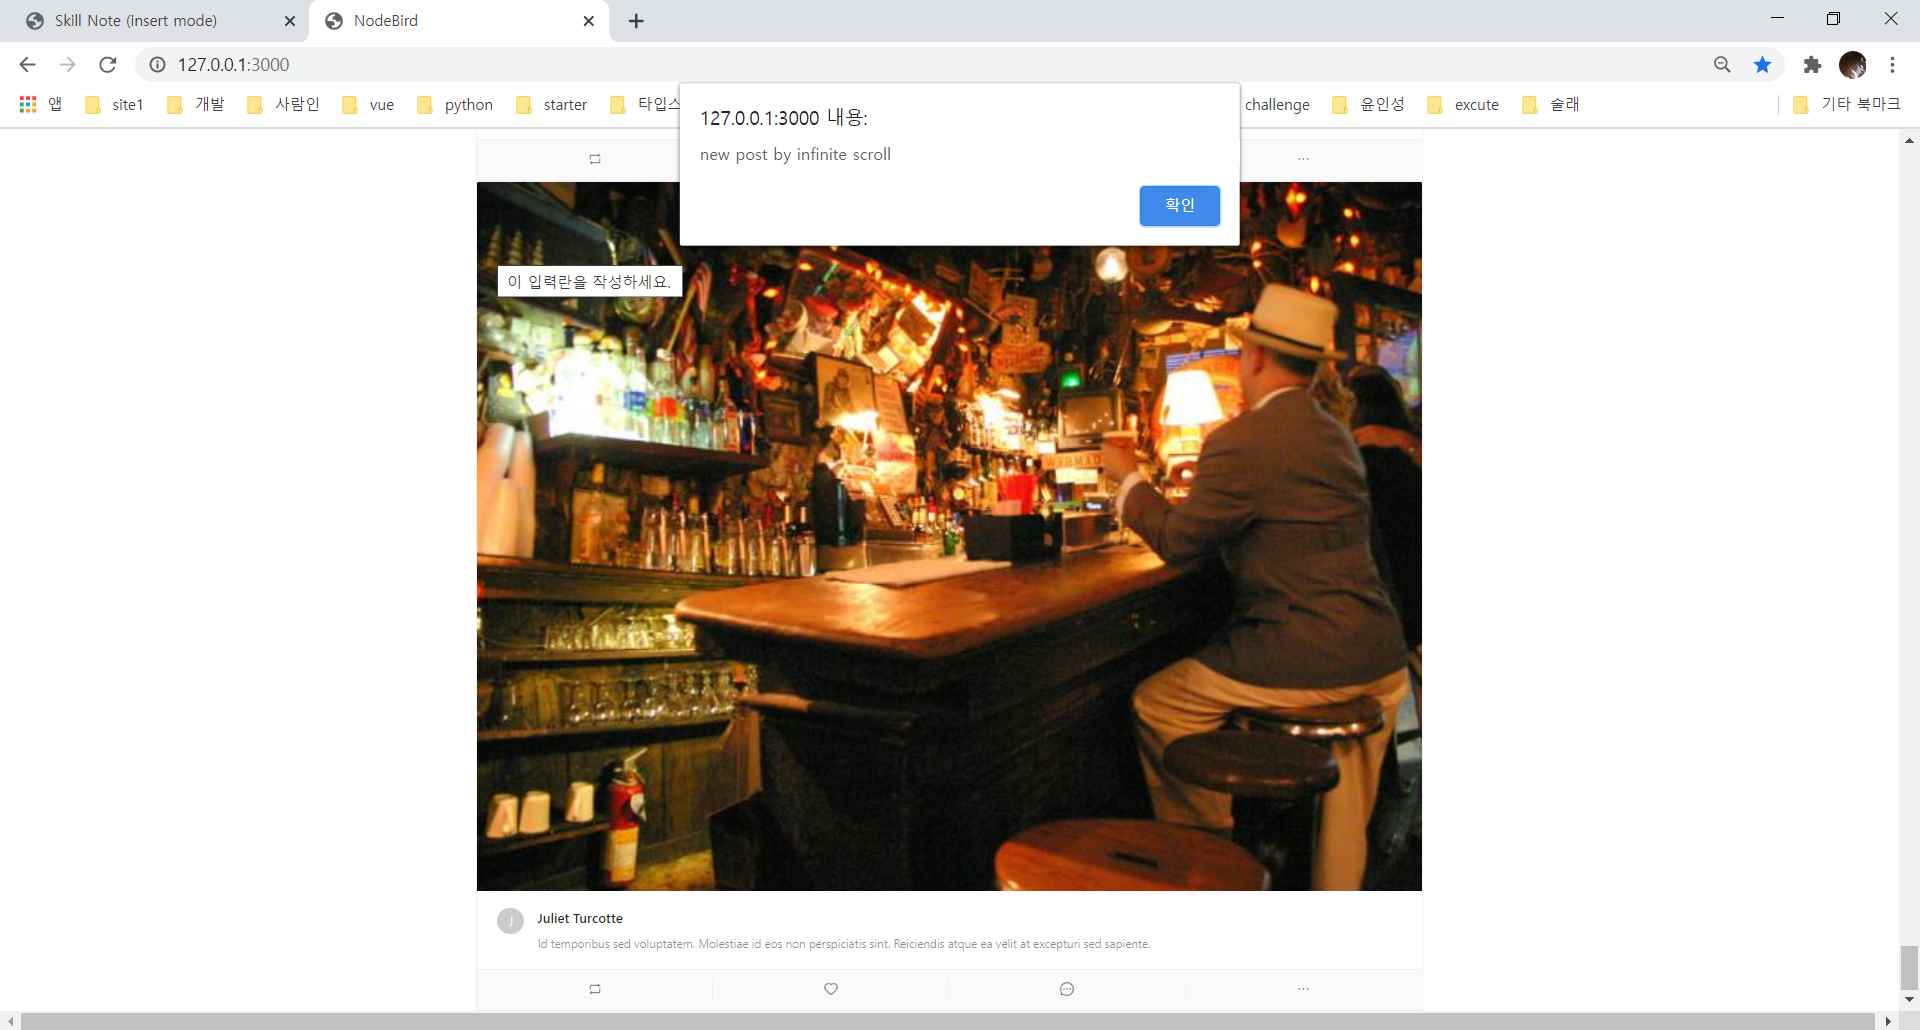 Skill Note (Insert mode)
NodeBird
127.0.0.1:3000
앱
site1
개발
사람인
vue
python
starter
타입스
challenge
윤인성
excute
술래
기타 북마크
127.0.0.1:3000 내용:
new post by infinite scroll
확인
이 입력란을 작성하세요.
J
Juliet Turcotte
Id temporibus sed voluptatem. Molestiae id eos non perspiciatis sint. Reiciendis atque ea velit at excepturi sed sapiente.